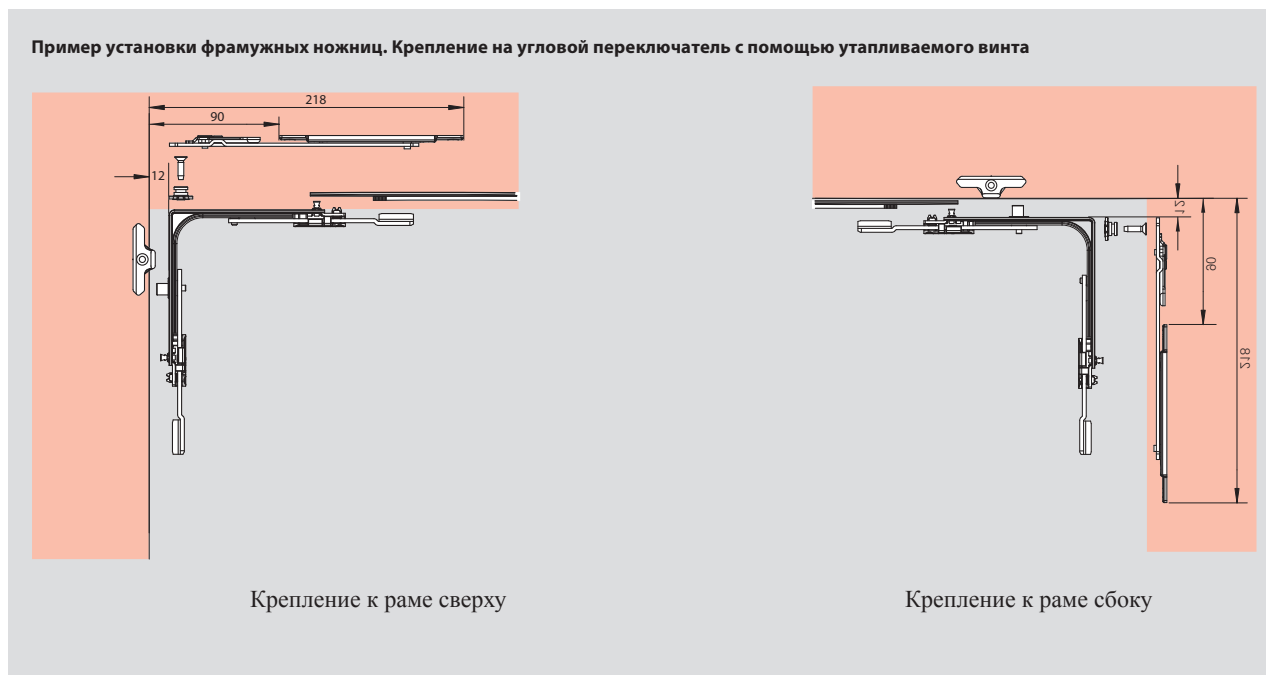 Пример установки фрамужных ножниц. Крепление на угловой переключатель с помощью утапливаемого винта
218
90
12
12
90
218
Крепление к раме сверху
Крепление к раме сбоку